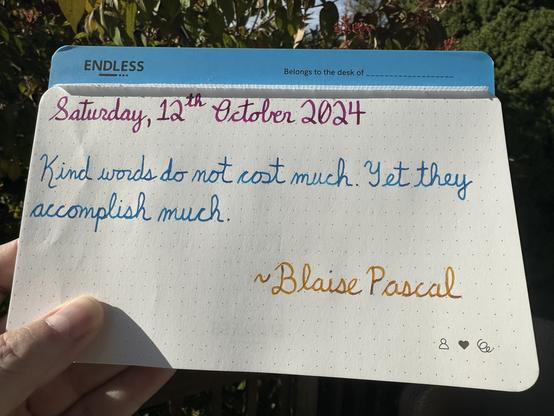 ENDLESS
Belongs to the desk of
Saturday, 12th October 2024
Kind words do not cost much. Yet they
accomplish much.
~Blaise Pascal